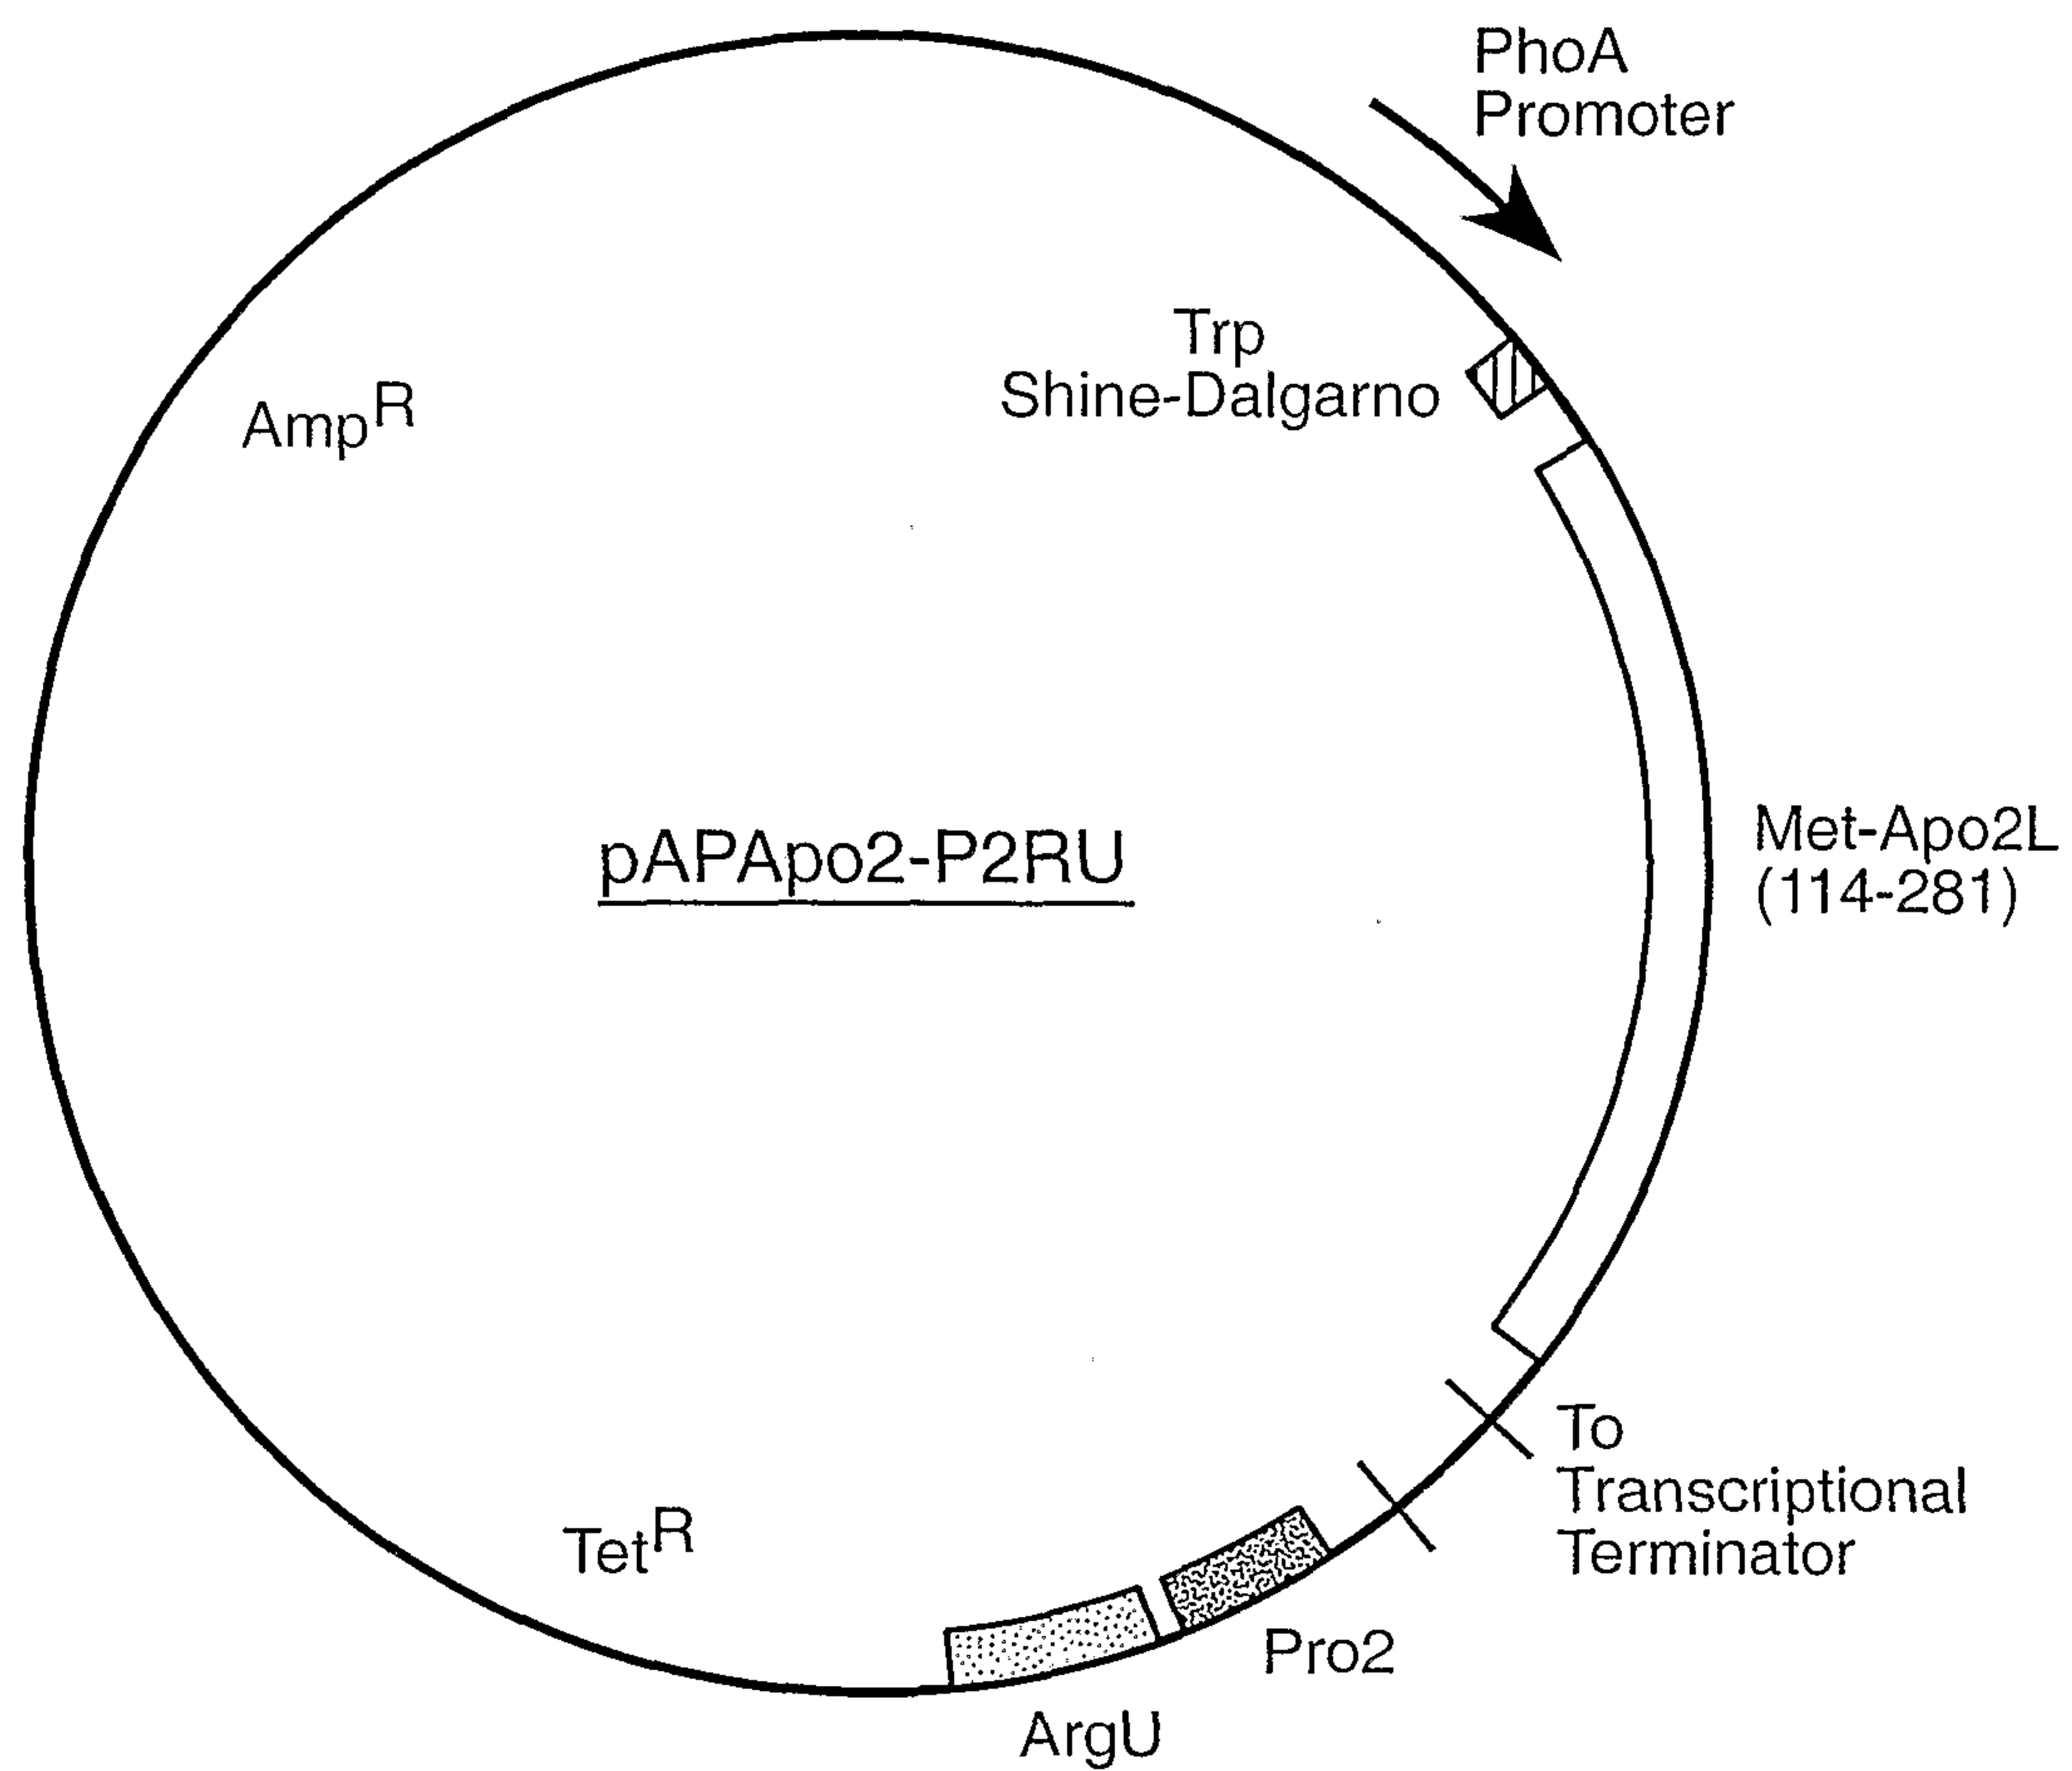 PhoA
Promoter
Trp
Shine-Dalgarno
AmpR
pAPApo2-P2RU
Met-Apo2L
(114-281)
To
Transcriptional
Terminator
TetR
Pro2
ArgU